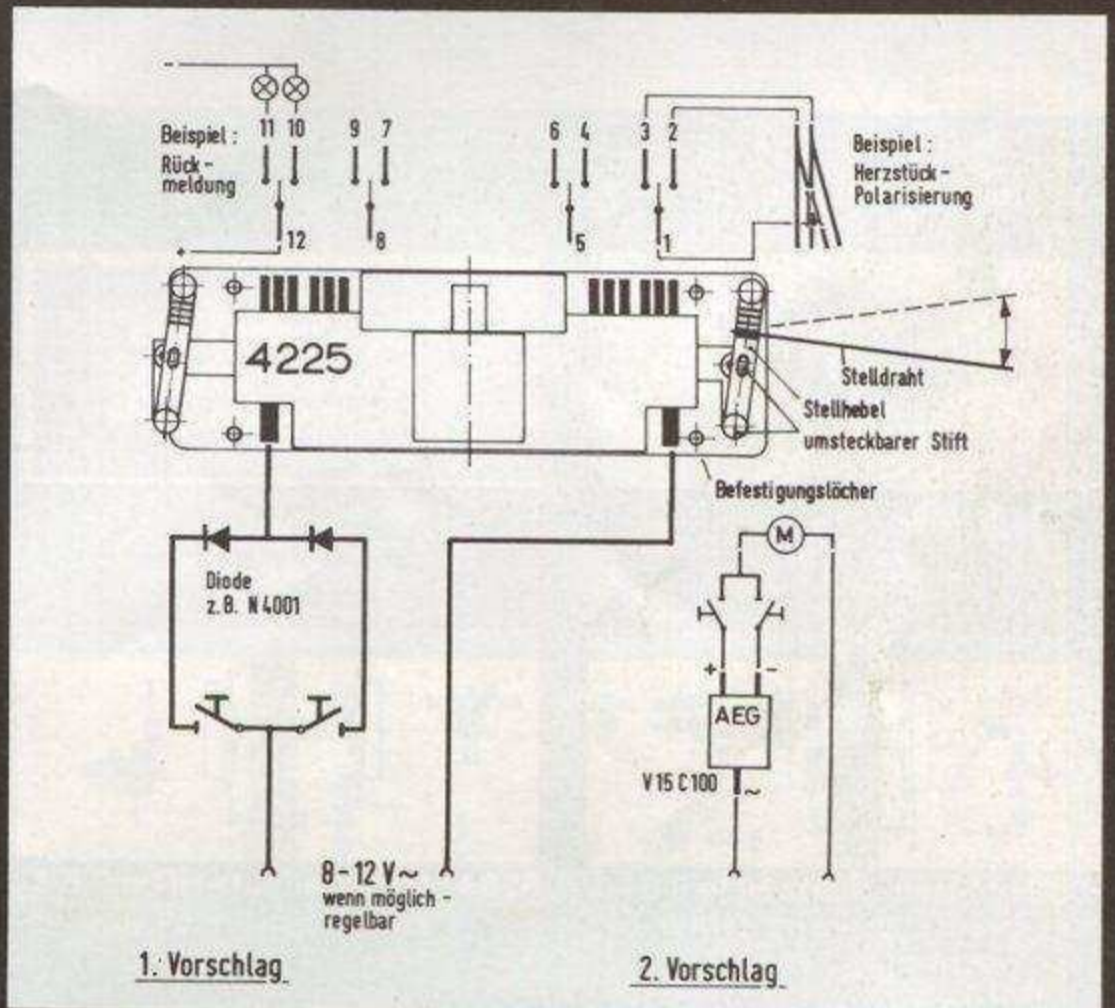 Beispiel :
Rück-
meldung
11 10 9 7 6 4 3 2
12 8 5 1
Beispiel :
Herzstück-
Polarisierung
4225
Stelldraht
Stellhebel
umsteckbarer Stift
Befestigungslöcher
Diode
z.B. N 4001
M
+ -
AEG
V 15 C 100 ~
8-12 V ~
wenn möglich -
regelbar
1. Vorschlag
2. Vorschlag